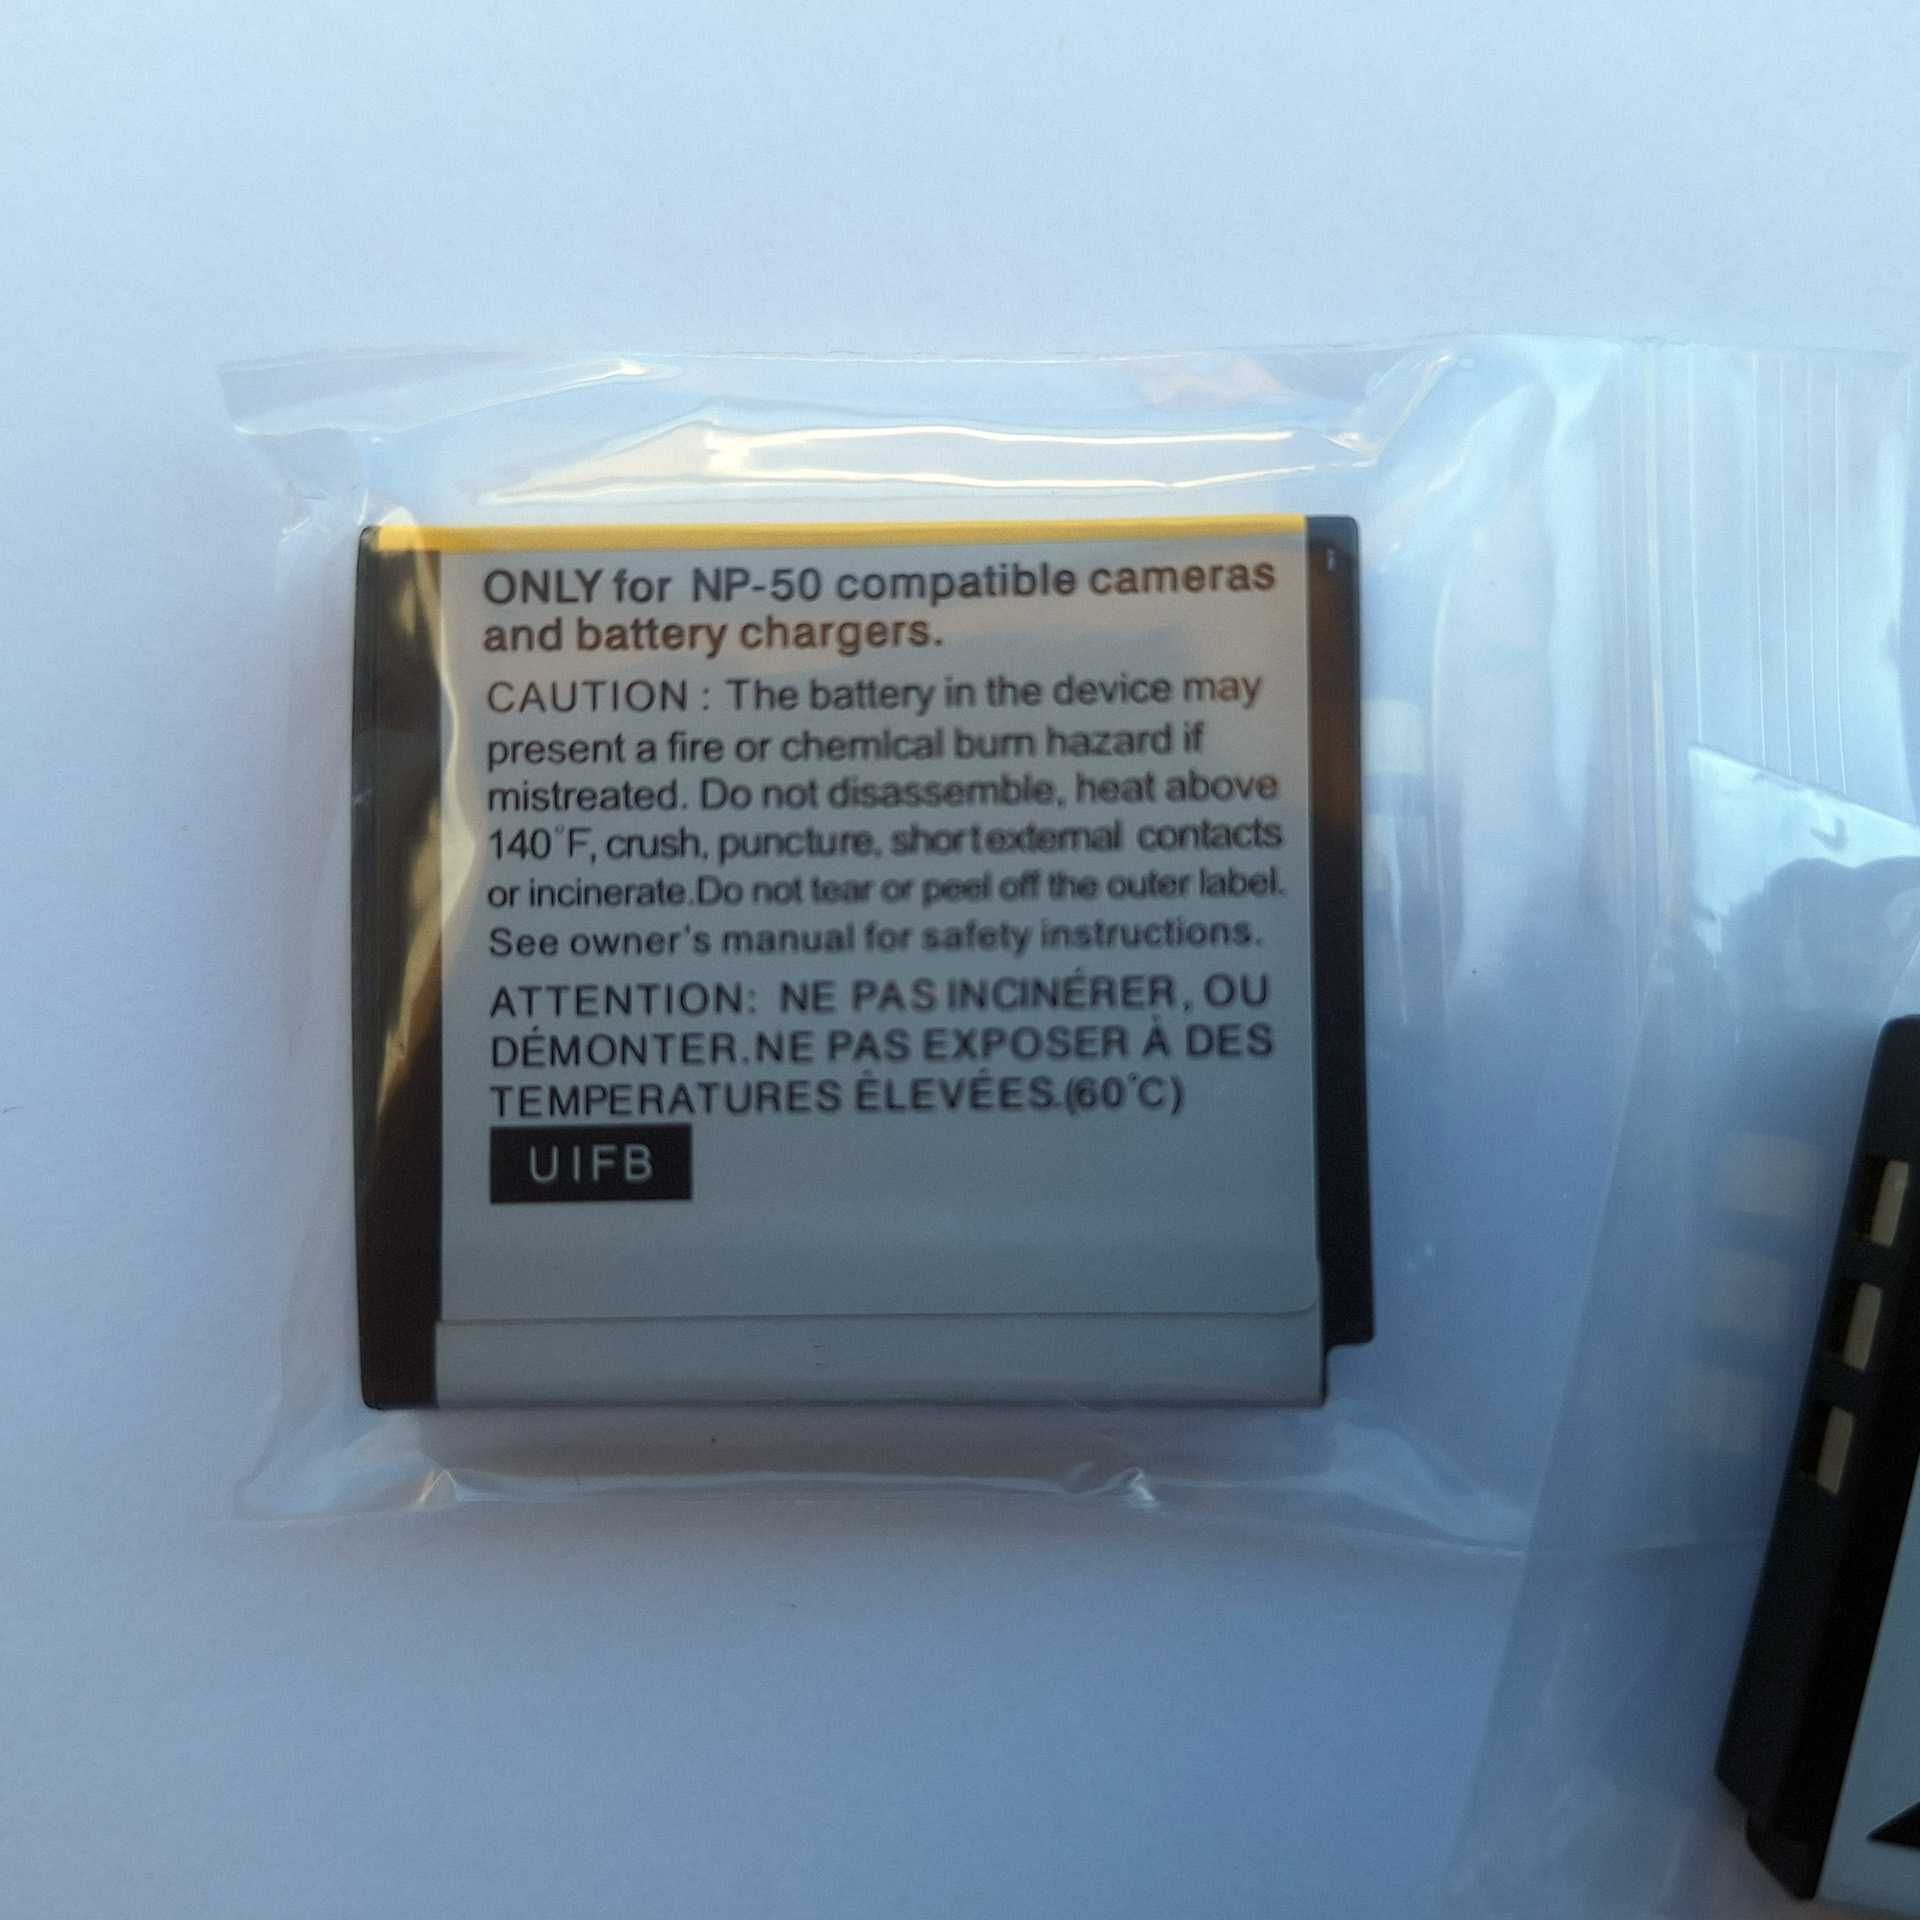 ONLY for NP-50 compatible cameras
and battery chargers.
CAUTION : The battery in the device may
present a fire or chemlcal burn hazard if
mistreated. Do not disassemble, heat above
140°F, crush, puncture, short external contacts
or incinerate.Do not tear or peel off the outer label.
See owner's manual for safety instructions.
ATTENTION: NE PAS INCINÉRER, OU
DÉMONTER.NE PAS EXPOSER À DES
TEMPERATURES ÉLEVÉES.(60°C)
UIFB